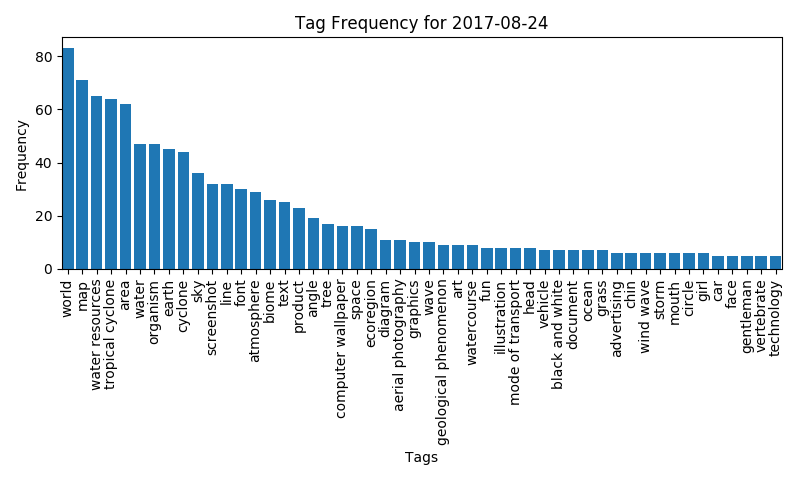 Tag Frequency for 2017-08-24
Frequency
80
60
40
20
0
world
map
water resources
tropical cyclone
area
water
organism
earth
cyclone
sky
screenshot
line
font
atmosphere
biome
text
product
angle
tree
computer wallpaper
space
ecoregion
diagram
aerial photography
graphics
wave
geological phenomenon
art
watercourse
fun
illustration
mode of transport
head
vehicle
black and white
document
ocean
grass
advertising
chin
wind wave
storm
mouth
circle
girl
car
face
gentleman
vertebrate
technology
Tags